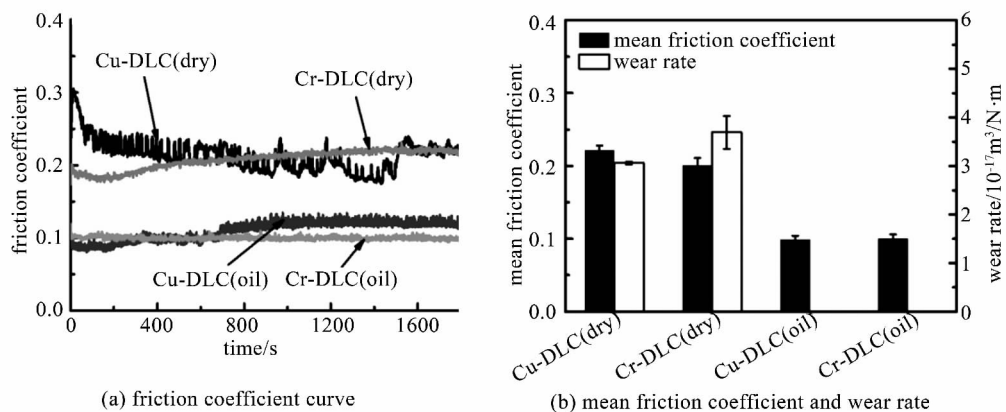 0.4
0.3
0.2
0.1
0.0
friction coefficient
Cu-DLC(dry)
Cr-DLC(dry)
Cu-DLC(oil)
Cr-DLC(oil)
0
400
800
1200
1600
time/s
(a) friction coefficient curve
0.4
0.3
0.2
0.1
0.0
mean friction coefficient
mean friction coefficient
wear rate
6
5
4
3
2
1
0
wear rate/10⁻¹⁷m³/N·m
Cu-DLC(dry)
Cr-DLC(dry)
Cu-DLC(oil)
Cr-DLC(oil)
(b) mean friction coefficient and wear rate